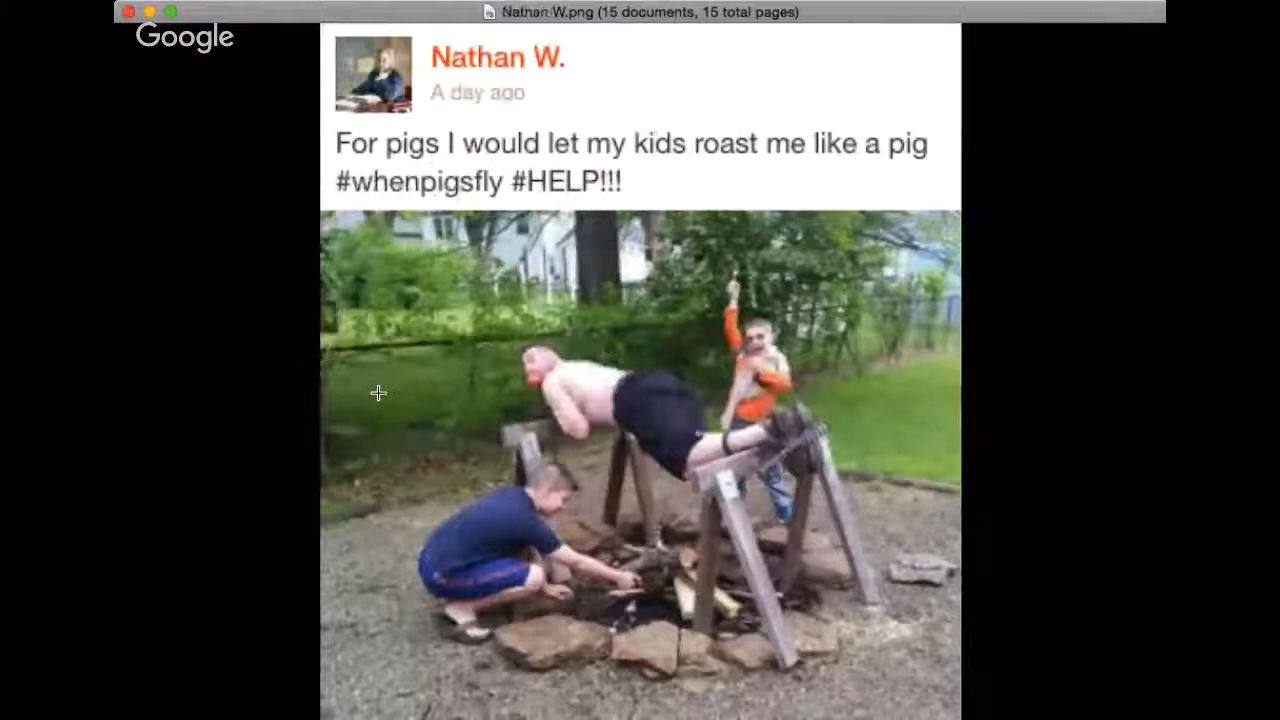 Nathan W.png (15 documents, 15 total pages)
Google
Nathan W.
A day ago
For pigs I would let my kids roast me like a pig
#whenpigsfly #HELP!!!